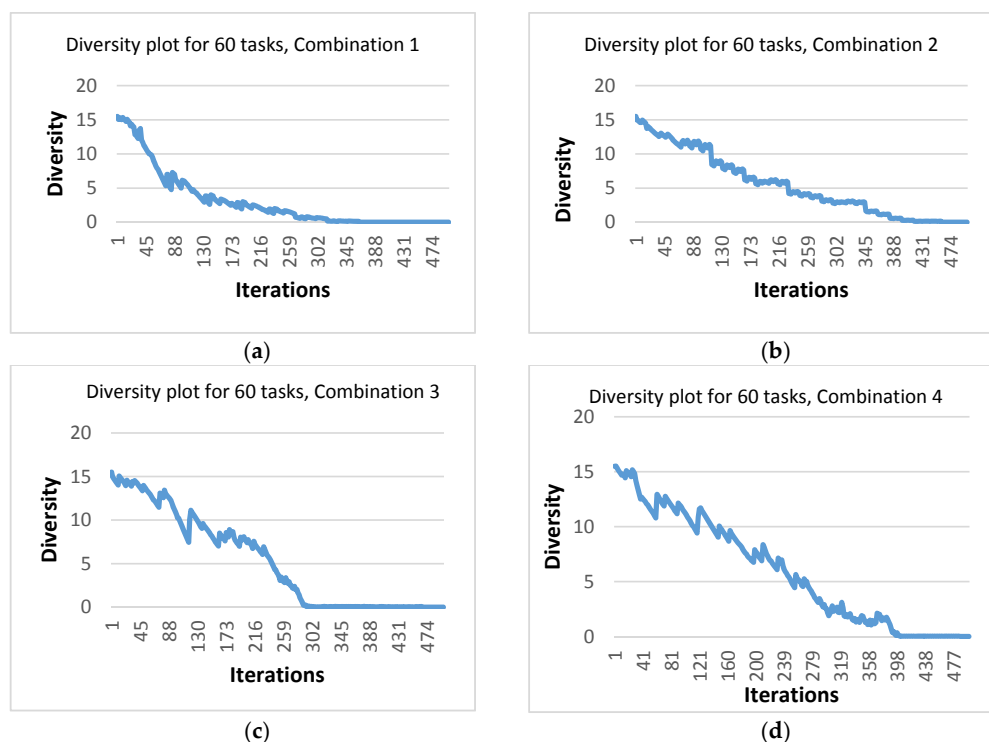 Diversity plot for 60 tasks, Combination 1
20
15
10
5
0
Diversity
1 45 88 130 173 216 259 302 345 388 431 474
Iterations
(a)
Diversity plot for 60 tasks, Combination 2
20
15
10
5
0
Diversity
1 45 88 130 173 216 259 302 345 388 431 474
Iterations
(b)
Diversity plot for 60 tasks, Combination 3
20
15
10
5
0
Diversity
1 45 88 130 173 216 259 302 345 388 431 474
Iterations
(c)
Diversity plot for 60 tasks, Combination 4
20
15
10
5
0
Diversity
1 41 81 121 160 200 239 279 319 358 398 438 477
Iterations
(d)